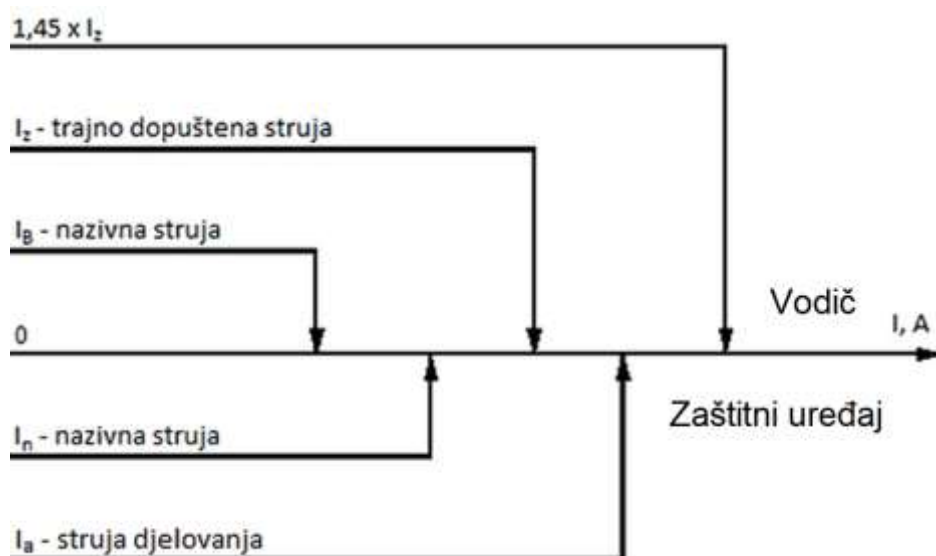 1,45 x Iz
Iz - trajno dopuštena struja
IB - nazivna struja
Vodič
0
I, A
Zaštitni uređaj
In - nazivna struja
Ia - struja djelovanja